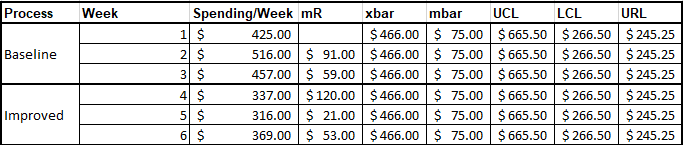 Process Week Spending/Week mR xbar mbar UCL LCL URL
1 $ 425.00 $466.00 $ 75.00 $665.50 $266.50 $245.25
Baseline 2 $ 516.00 $ 91.00 $466.00 $ 75.00 $665.50 $266.50 $245.25
3 $ 457.00 $ 59.00 $466.00 $ 75.00 $665.50 $266.50 $245.25
4 $ 337.00 $120.00 $466.00 $ 75.00 $665.50 $266.50 $245.25
Improved 5 $ 316.00 $ 21.00 $466.00 $ 75.00 $665.50 $266.50 $245.25
6 $ 369.00 $ 53.00 $466.00 $ 75.00 $665.50 $266.50 $245.25